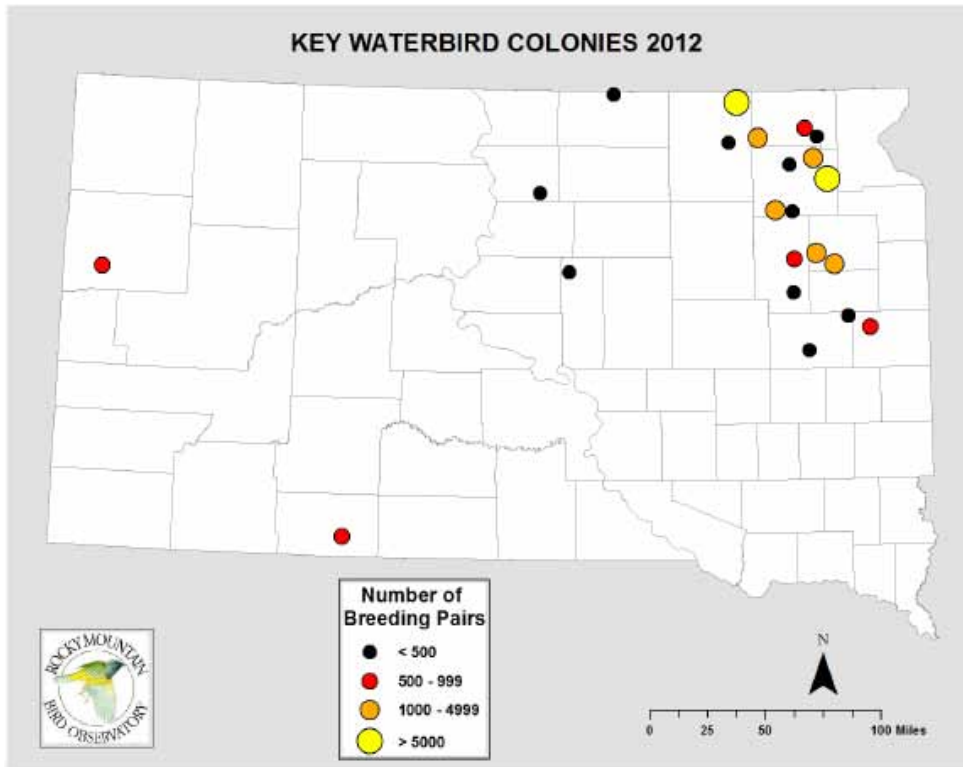 KEY WATERBIRD COLONIES 2012
Number of
Breeding Pairs
< 500
500 - 999
1000 - 4999
> 5000
ROCKY MOUNTAIN
BIRD OBSERVATORY
N
0 50 100 Miles